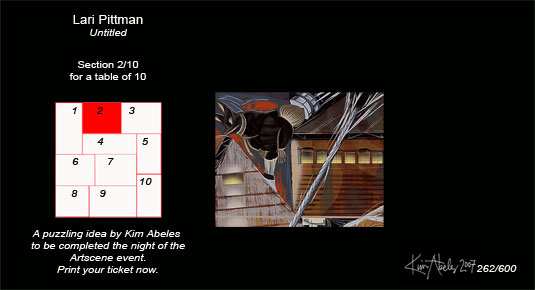 Lari Pittman
Untitled
Section 2/10
for a table of 10
1 2 3
4 5
6 7
10
8 9
A puzzling idea by Kim Abeles
to be completed the night of the
Artscene event.
Print your ticket now.
Kim Abeles 2007 262/600